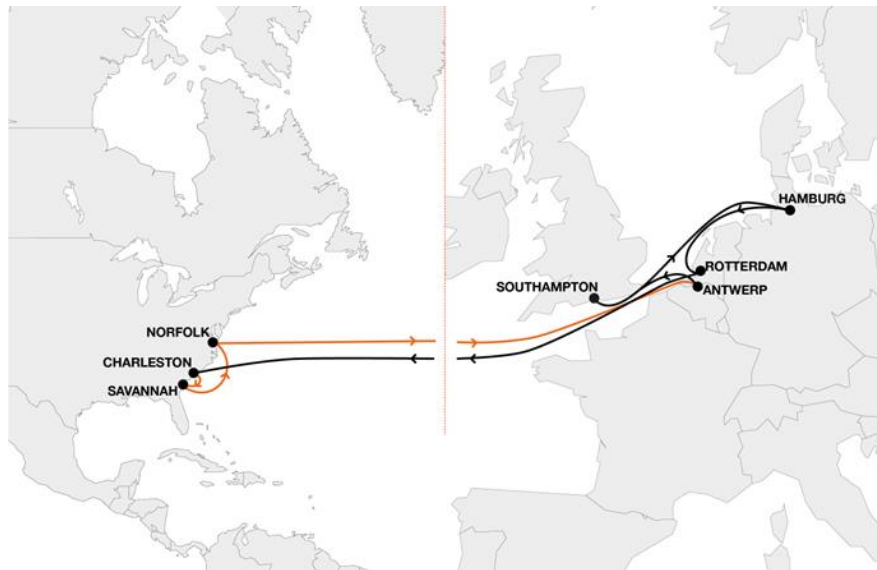 HAMBURG
ROTTERDAM
SOUTHAMPTON
ANTWERP
NORFOLK
CHARLESTON
SAVANNAH